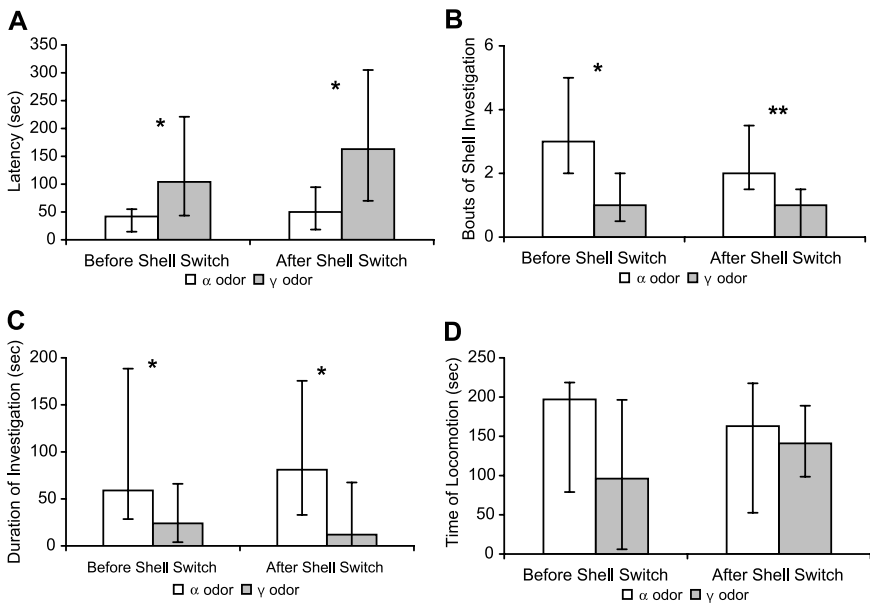 A
Latency (sec)
350
300
250
200
150
100
50
0
*
*
Before Shell Switch
After Shell Switch
α odor
γ odor
B
Bouts of Shell Investigation
6
4
2
0
*
**
Before Shell Switch
After Shell Switch
α odor
γ odor
C
Duration of Investigation (sec)
200
150
100
50
0
*
*
Before Shell Switch
After Shell Switch
α odor
γ odor
D
Time of Locomotion (sec)
250
200
150
100
50
0
Before Shell Switch
After Shell Switch
α odor
γ odor